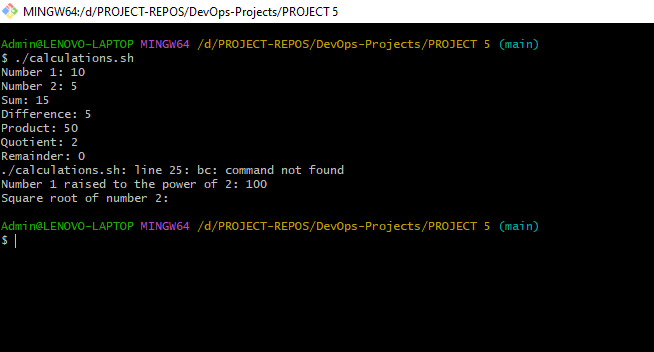 MINGW64:/d/PROJECT-REPOS/DevOps-Projects/PROJECT 5
Admin@LENOVO-LAPTOP MINGW64 /d/PROJECT-REPOS/DevOps-Projects/PROJECT 5 (main)
$ ./calculations.sh
Number 1: 10
Number 2: 5
Sum: 15
Difference: 5
Product: 50
Quotient: 2
Remainder: 0
./calculations.sh: line 25: bc: command not found
Number 1 raised to the power of 2: 100
Square root of number 2:
Admin@LENOVO-LAPTOP MINGW64 /d/PROJECT-REPOS/DevOps-Projects/PROJECT 5 (main)
$